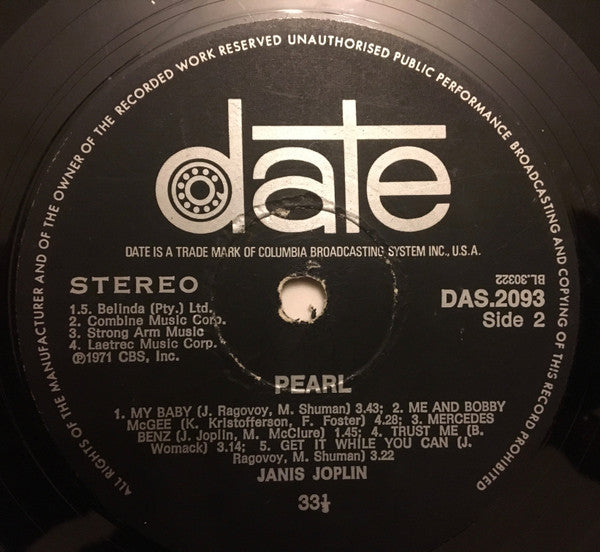 ALL RIGHTS OF THE MANUFACTURER AND OF THE OWNER OF THE RECORDED WORK RESERVED UNAUTHORISED PUBLIC PERFORMANCE BROADCASTING AND COPYING OF THIS RECORD PROHIBITED
date
DATE IS A TRADE MARK OF COLUMBIA BROADCASTING SYSTEM INC., U.S.A.
STEREO
1.5. Belinda (Pty.) Ltd.
2. Combine Music Corp.
3. Strong Arm Music
4. Laetrec Music Corp.
℗1971 CBS, Inc.
BL.30322
DAS.2093
Side 2
PEARL
1. MY BABY (J. Ragovoy, M. Shuman) 3.43; 2. ME AND BOBBY
McGEE (K. Kristofferson, F. Foster) 4.28; 3. MERCEDES
BENZ (J. Joplin, M. McClure) 1.45; 4. TRUST ME (B.
Womack) 3.14; 5. GET IT WHILE YOU CAN (J.
Ragovoy, M. Shuman) 3.22
JANIS JOPLIN
33⅓